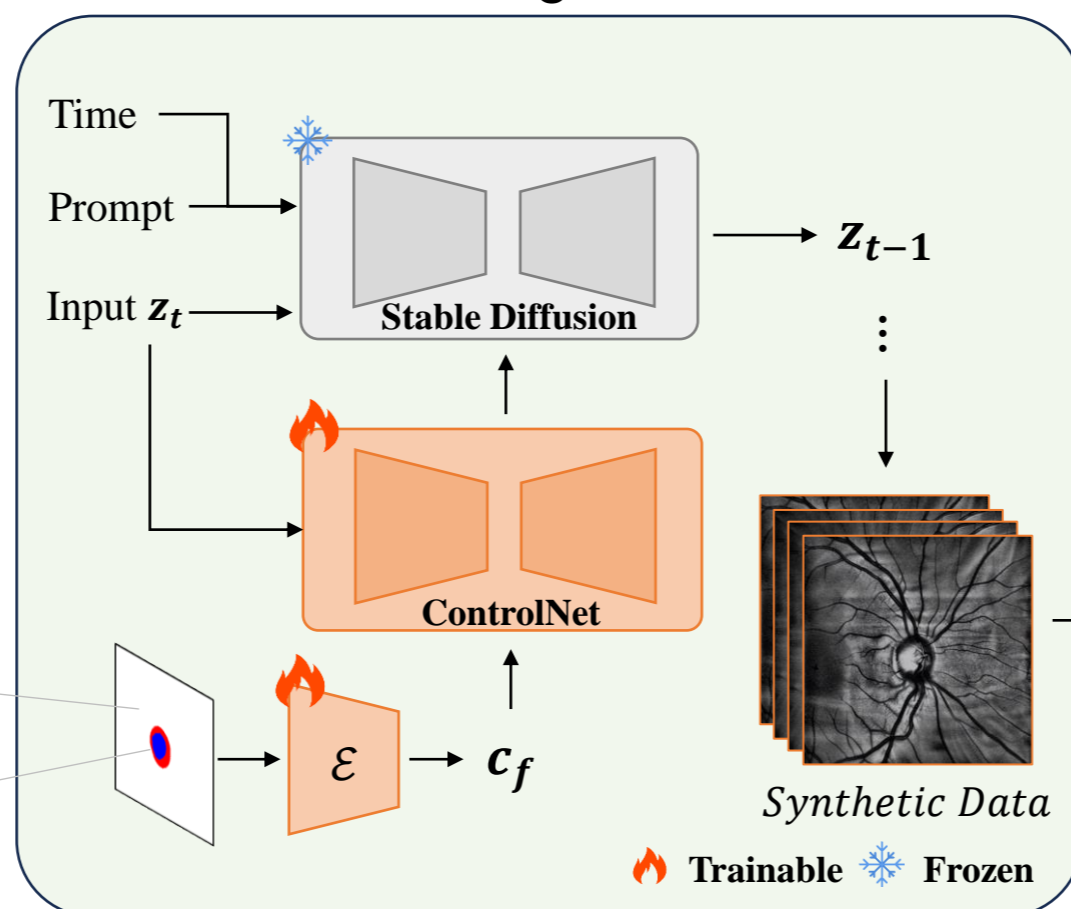 Time
Prompt
Input z_t
Stable Diffusion
z_{t-1}
⋮
ControlNet
ℰ
c_f
Synthetic Data
Trainable
Frozen